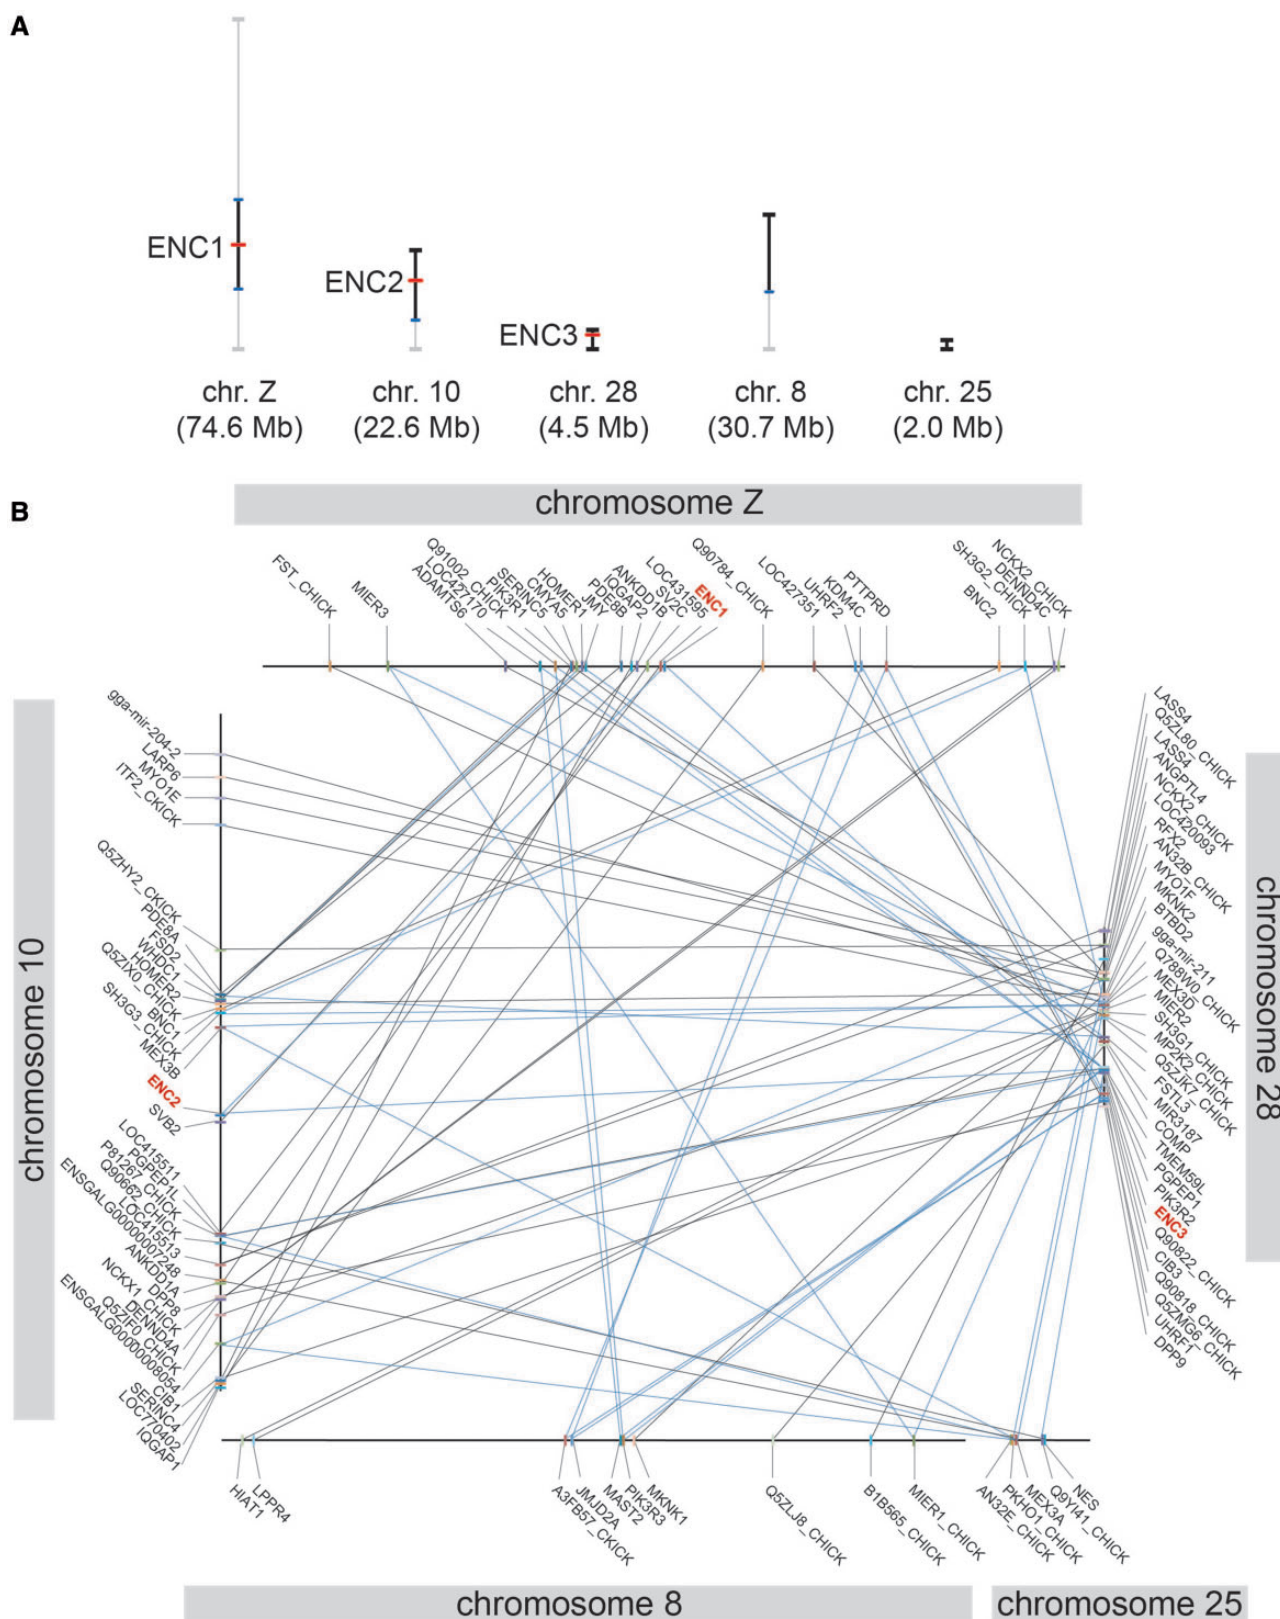 A
ENC1
ENC2
ENC3
chr. Z
(74.6 Mb)
chr. 10
(22.6 Mb)
chr. 28
(4.5 Mb)
chr. 8
(30.7 Mb)
chr. 25
(2.0 Mb)
B
chromosome Z
FST_CHICK
MIER3
ADAMTS6
LOC427170
Q91002_CHICK
PIK3R1
SERINC5
CMYA5
HOMER1
JMY
PDE8B
IQGAP2
ANKDD1B
SV2C
LOC431595
ENC1
Q90784_CHICK
LOC427351
UHRF2
KDM4C
PTTPRD
BNC2
SH3G2_CHICK
DENND4C
NCKX2_CHICK
chromosome 10
gga-mir-204-2
LARP6
MYO1E
ITF2_CKICK
Q5ZHY2_CKICK
PDE8A
FSD2
WHDC1
HOMER2
Q5ZIX0_CHICK
BNC1
SH3G3_CHICK
MEX3B
ENC2
SVB2
LOC415511
PGPEP1L
P81267_CHICK
Q90662_CHICK
LOC415513
ENSGALG00000007248
ANKDD1A
DPP8
NCKX1_CHICK
DENND4A
Q5ZIF0_CHICK
ENSGALG00000008054
CIB1
SERINC4
LOC770402
IQGAP1
LASS4
Q5ZL80_CHICK
LASS4
ANGPTL4
NCKX2_CHICK
LOC420093
RFX2
AN32B_CHICK
MYO1F
MKNK2
BTBD2
gga-mir-211
Q788W0_CHICK
MEX3D
MIER2
SH3G1_CHICK
MP2K2_CHICK
Q5ZJK7_CHICK
FSTL3
MIR3187
COMP
TMEM59L
PGPEP1
PIK3R2
ENC3
Q90822_CHICK
CIB3
Q90818_CHICK
Q5ZMC6_CHICK
UHRF1
DPP9
chromosome 28
HIAT1
LPPR4
A3FB57_CKICK
JMJD2A
MAST2
PIK3R3
MKNK1
Q5ZLJ8_CHICK
B1B565_CHICK
MIER1_CHICK
AN32E_CHICK
PKHO1_CHICK
MEX3A
Q9YI41_CHICK
NES
chromosome 8
chromosome 25